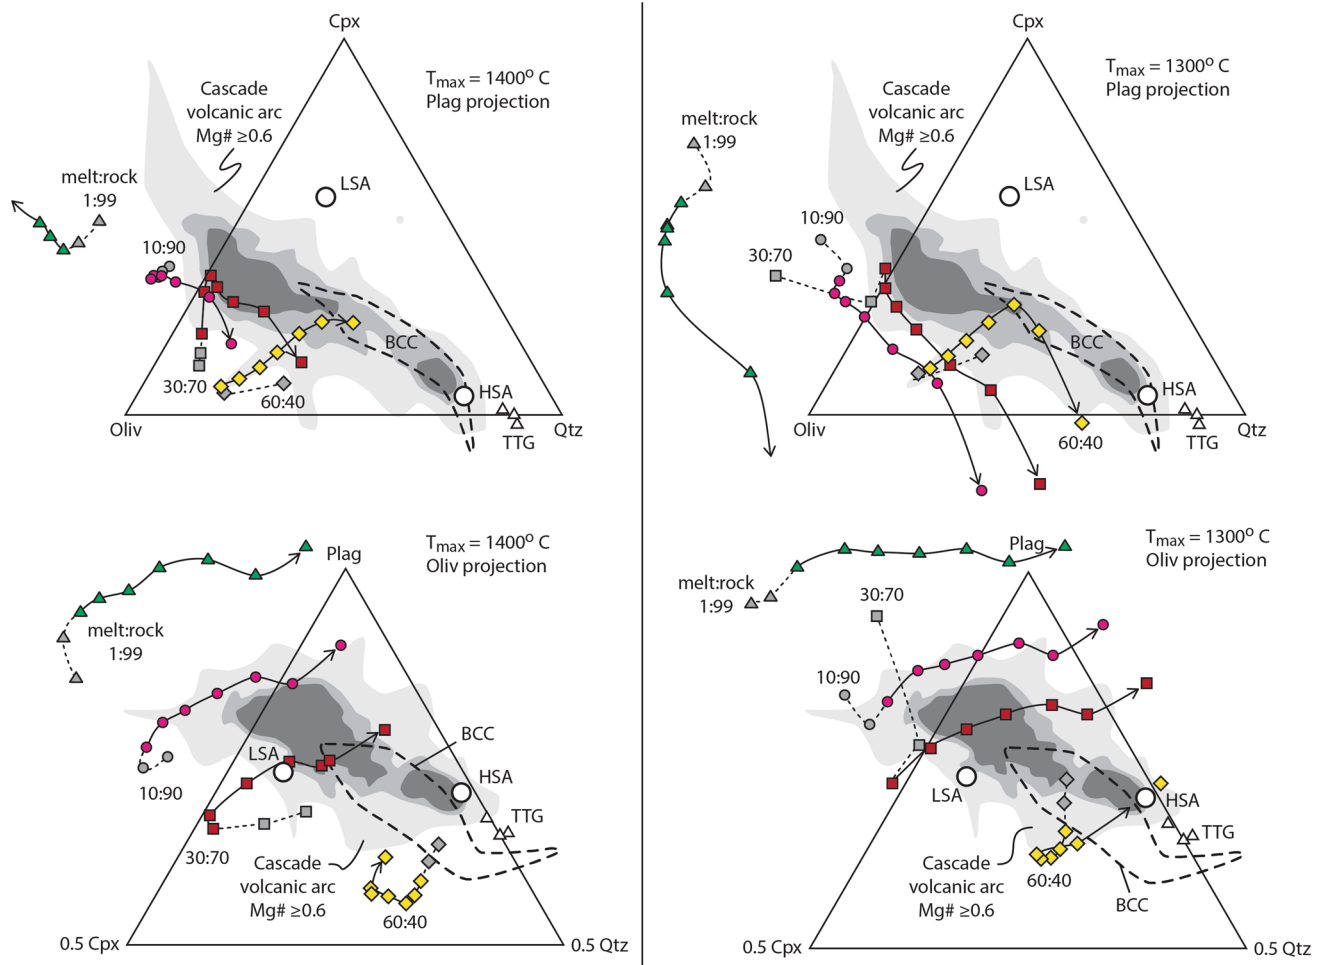 Cpx
Tmax = 1400º C
Plag projection
Cascade
volcanic arc
Mg# ≥0.6
melt:rock
1:99
LSA
10:90
BCC
30:70
60:40
HSA
Oliv
TTG
Qtz
Cpx
Tmax = 1300º C
Plag projection
Cascade
volcanic arc
Mg# ≥0.6
melt:rock
1:99
LSA
10:90
30:70
BCC
HSA
Oliv
60:40
TTG
Qtz
Plag
Tmax = 1400º C
Oliv projection
melt:rock
1:99
LSA
BCC
10:90
HSA
TTG
30:70
Cascade
volcanic arc
Mg# ≥0.6
60:40
0.5 Cpx
0.5 Qtz
Plag
Tmax = 1300º C
Oliv projection
melt:rock
1:99
30:70
10:90
LSA
HSA
TTG
Cascade
volcanic arc
Mg# ≥0.6
60:40
BCC
0.5 Cpx
0.5 Qtz